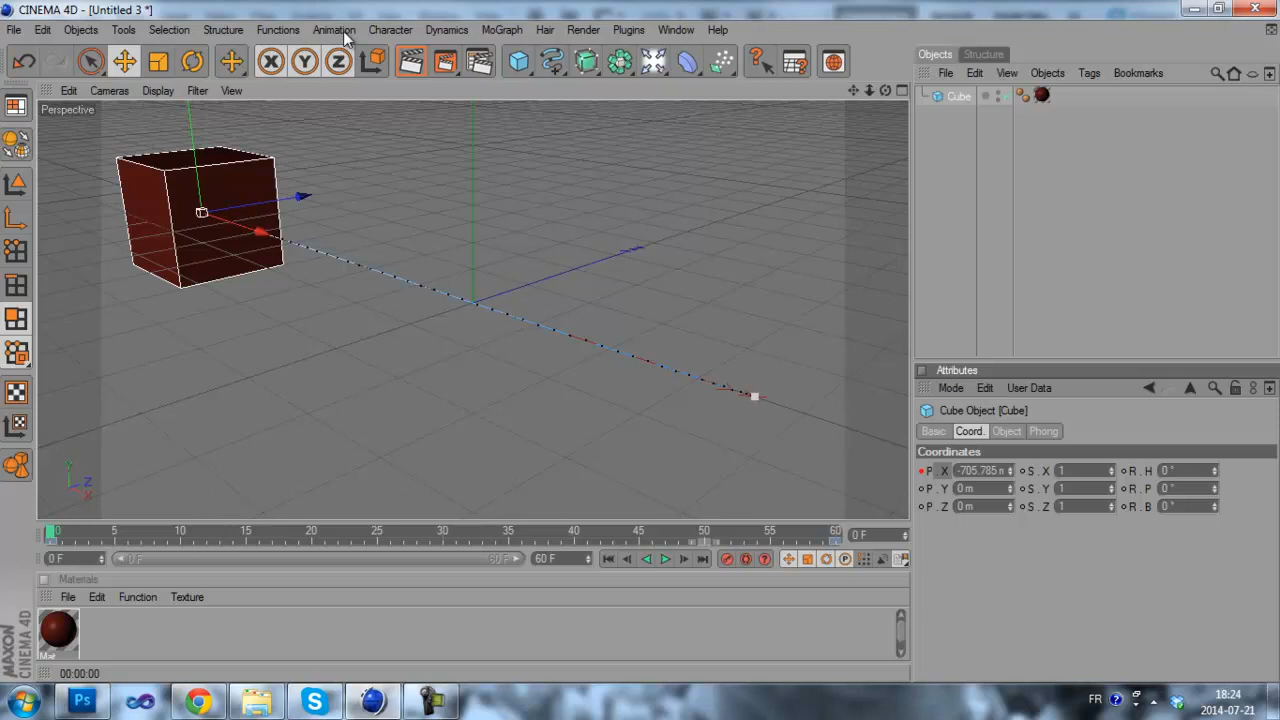 CINEMA 4D - [Untitled 3 *]
File Edit Objects Tools Selection Structure Functions Animation Character Dynamics MoGraph Hair Render Plugins Window Help
X Y Z
Objects Structure
File Edit View Objects Tags Bookmarks
Edit Cameras Display Filter View
Perspective
Cube
Y
Z
X
Attributes
Mode Edit User Data
Cube Object [Cube]
Basic Coord. Object Phong
Coordinates
P . X -705.785 m S . X 1 R . H 0 °
P . Y 0 m S . Y 1 R . P 0 °
P . Z 0 m S . Z 1 R . B 0 °
0 5 10 15 20 25 30 35 40 45 50 55 60 0 F
0 F 0 F 60 F 60 F
Materials
File Edit Function Texture
Mat
MAXON
CINEMA 4D
00:00:00
Ps
FR
18:24
2014-07-21